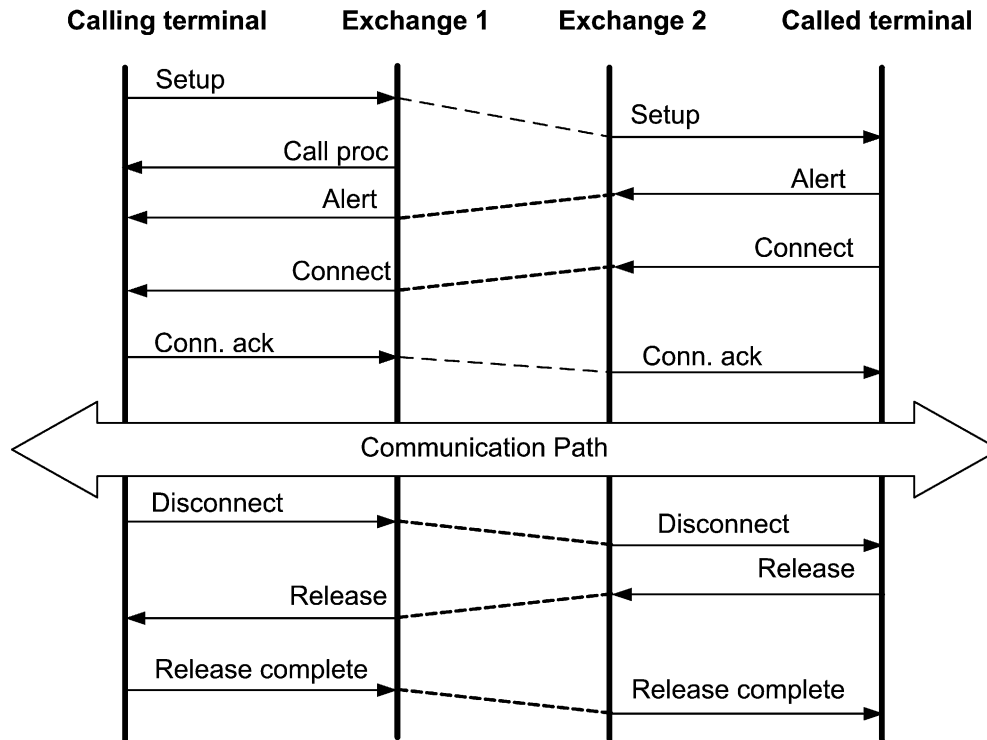 Calling terminal
Exchange 1
Exchange 2
Called terminal
Setup
Setup
Call proc
Alert
Alert
Connect
Connect
Conn. ack
Conn. ack
Communication Path
Disconnect
Disconnect
Release
Release
Release complete
Release complete